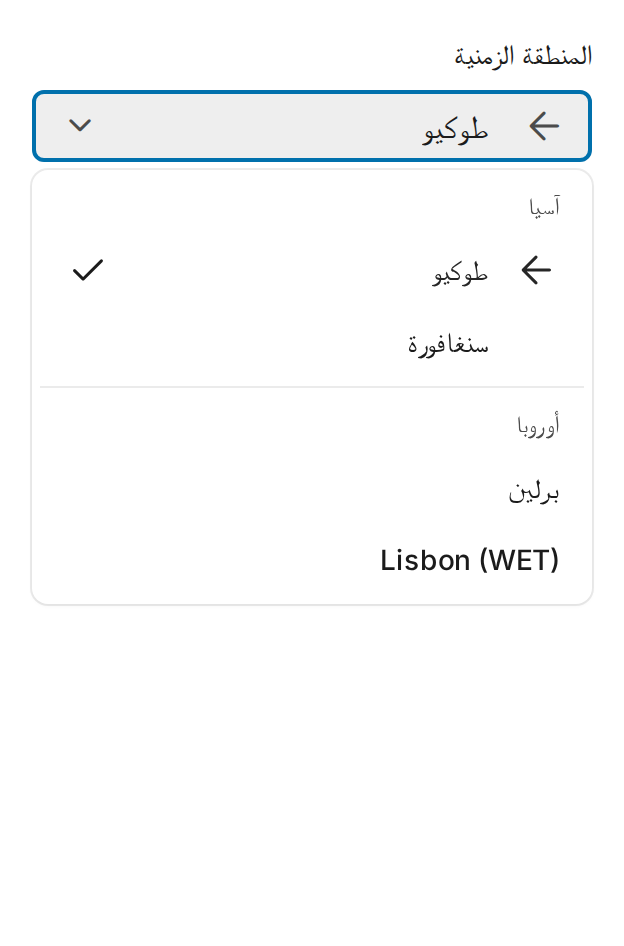 المنطقة الزمنية
طوكيو
آسيا
طوكيو
سنغافورة
أوروبا
برلين
Lisbon (WET)